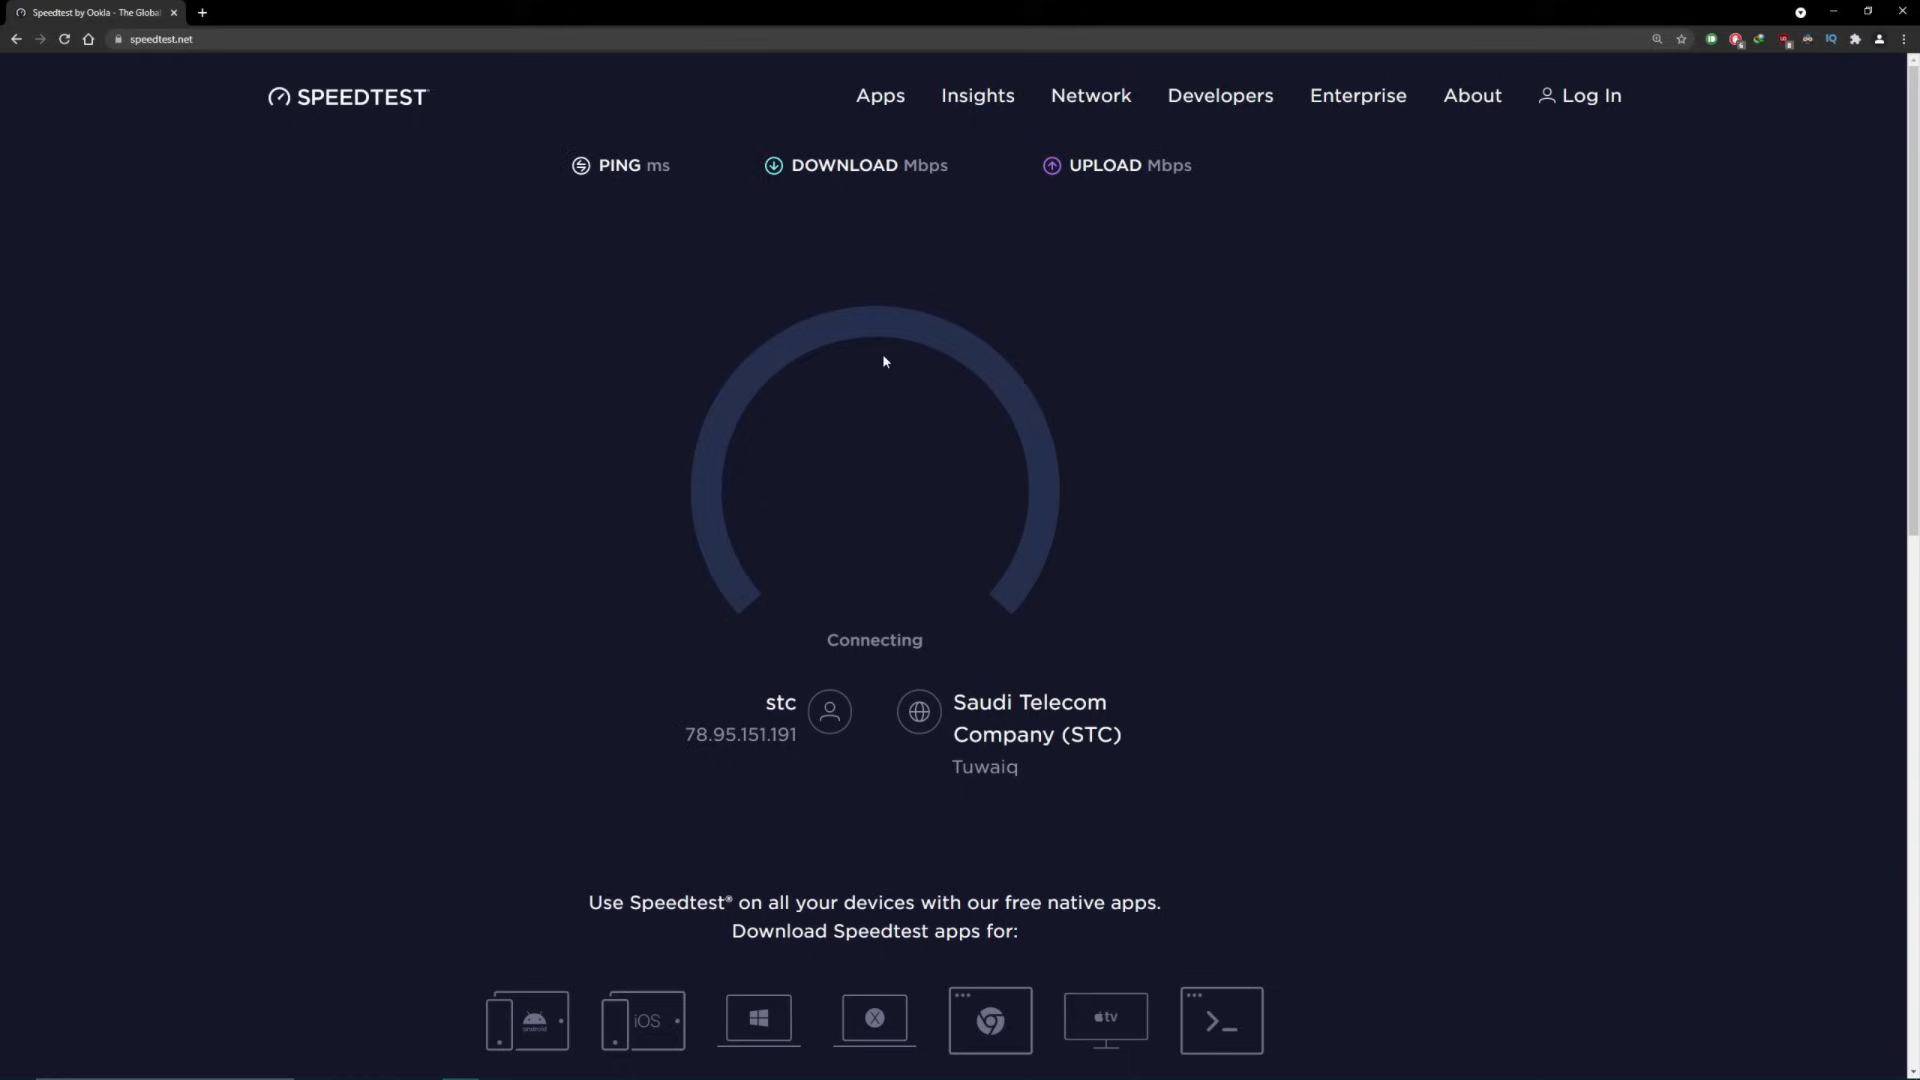 Speedtest by Ookla - The Global
speedtest.net
SPEEDTEST
Apps Insights Network Developers Enterprise About Log In
PING ms DOWNLOAD Mbps UPLOAD Mbps
Connecting
stc
78.95.151.191
Saudi Telecom
Company (STC)
Tuwaiq
Use Speedtest® on all your devices with our free native apps.
Download Speedtest apps for:
android iOS X tv >_